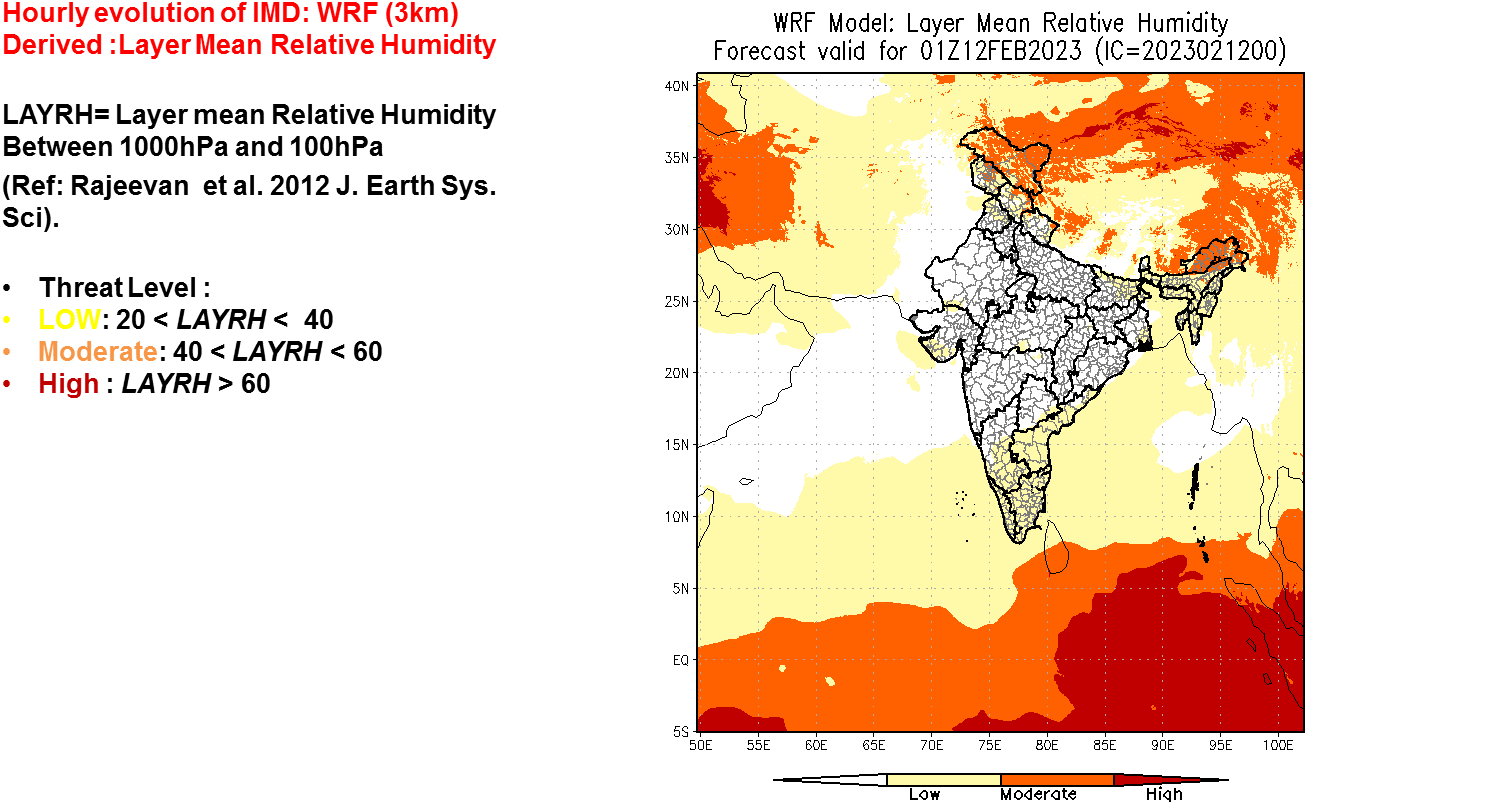 Hourly evolution of IMD: WRF (3km)
Derived :Layer Mean Relative Humidity
LAYRH= Layer mean Relative Humidity
Between 1000hPa and 100hPa
(Ref: Rajeevan et al. 2012 J. Earth Sys.
Sci).
• Threat Level :
• LOW: 20 < LAYRH < 40
• Moderate: 40 < LAYRH < 60
• High : LAYRH > 60
WRF Model: Layer Mean Relative Humidity
Forecast valid for 01Z12FEB2023 (IC=2023021200)
40N
35N
30N
25N
20N
15N
10N
5N
EQ
5S
50E 55E 60E 65E 70E 75E 80E 85E 90E 95E 100E
Low Moderate High